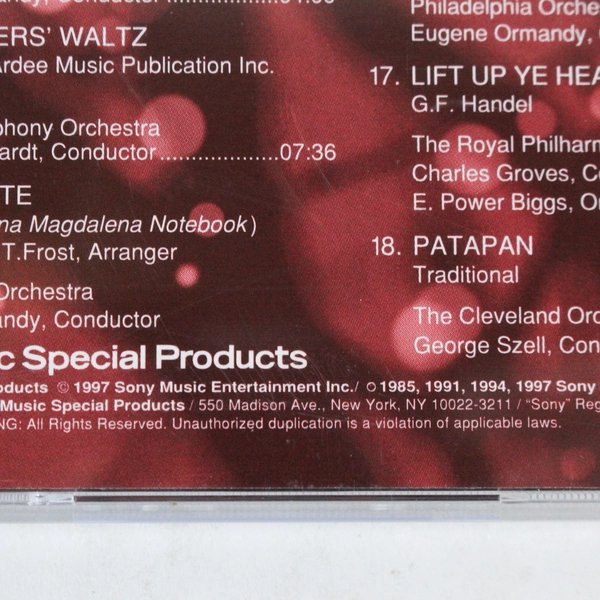 Conductor
ERS' WALTZ
Ardee Music Publication Inc.
phony Orchestra
ardt, Conductor....................07:36
TE
na Magdalena Notebook)
T.Frost, Arranger
Orchestra
andy, Conductor
Philadelphia Orche
Eugene Ormandy,
17. LIFT UP YE HEA
G.F. Handel
The Royal Philharm
Charles Groves, Co
E. Power Biggs, Or
18. PATAPAN
Traditional
The Cleveland Orc
George Szell, Con
c Special Products
oducts © 1997 Sony Music Entertainment Inc./ ℗ 1985, 1991, 1994, 1997 Sony
Music Special Products / 550 Madison Ave., New York, NY 10022-3211 / "Sony" Reg
NG: All Rights Reserved. Unauthorized duplication is a violation of applicable laws.